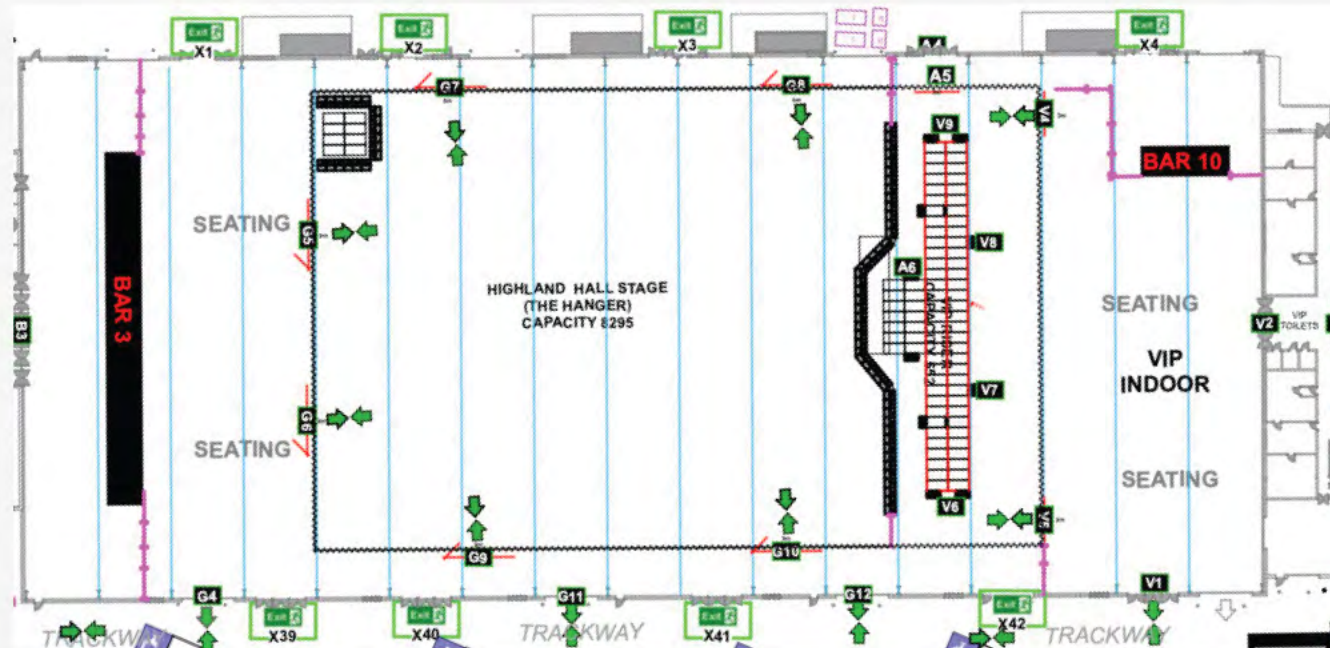 Exit
X1
Exit
X2
Exit
X3
Exit
X4
G7
G8
A5
V9
V4
BAR 10
SEATING
G5
V8
BAR 3
HIGHLAND HALL STAGE
(THE HANGER)
CAPACITY 8295
A6
CAPACITY 552
SEATING
B3
V2
VIP
TOILETS
VIP
INDOOR
V7
G6
SEATING
SEATING
V6
V5
G9
G10
G4
Exit
X39
Exit
X40
G11
Exit
X41
G12
Exit
X42
V1
TRACKWAY
TRACKWAY
TRACKWAY